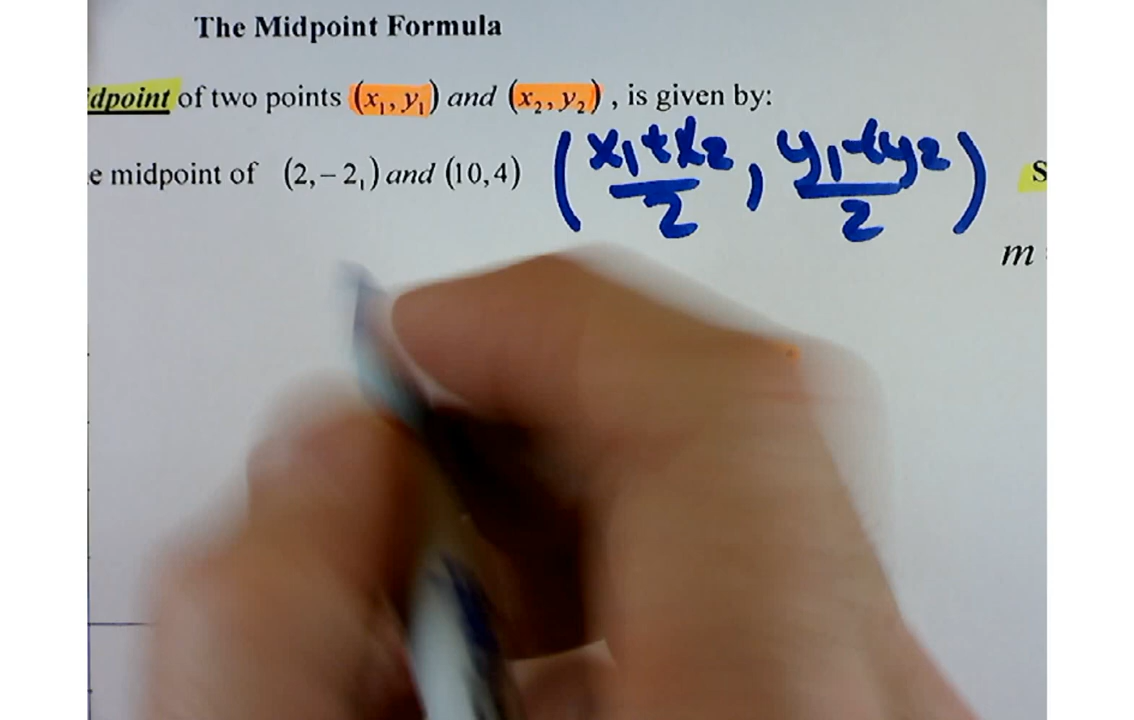 The Midpoint Formula
dpoint of two points (x₁, y₁) and (x₂, y₂) , is given by:
e midpoint of (2,−2₁) and (10,4) (x₁+x₂/2, y₁+y₂/2) S
m